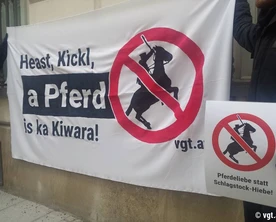 Heast, Kickl,
a Pferd
is ka Kiwara!
vgt.at
Pferdeliebe statt
Schlagstock-Hiebe!
© vgt.